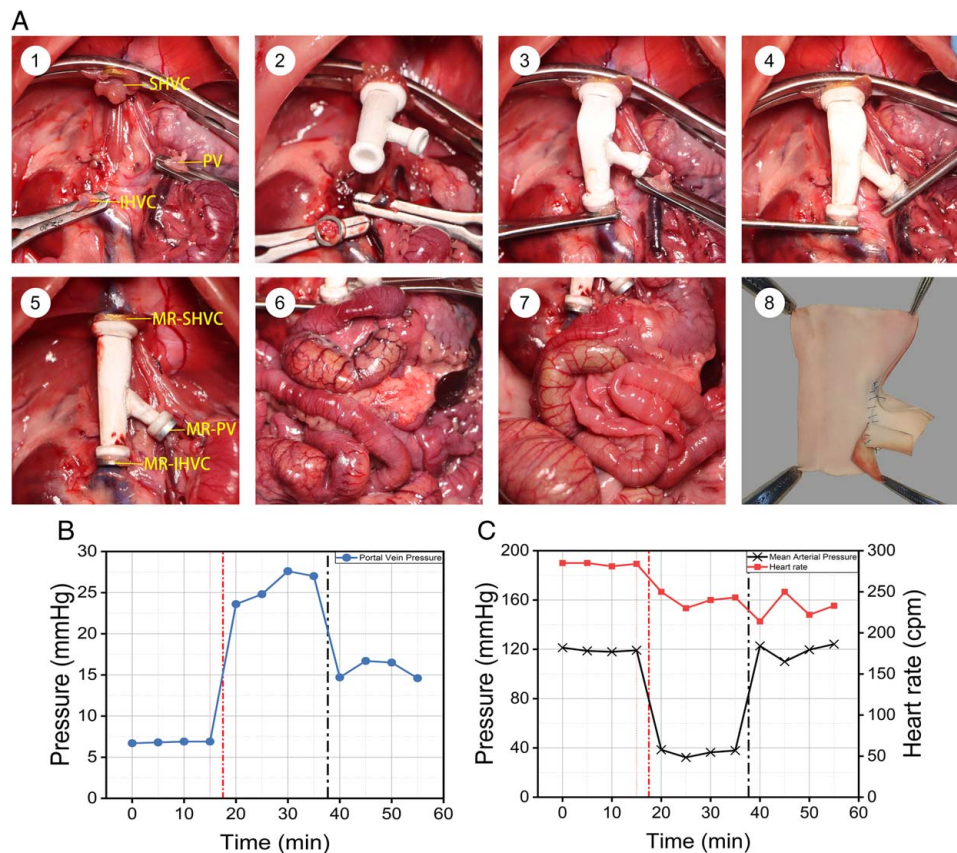 A
1
2
3
4
SHVC
PV
IHVC
5
6
7
8
MR-SHVC
MR-PV
MR-IHVC
B
Portal Vein Pressure
Pressure (mmHg)
30
25
20
15
10
5
0
0 10 20 30 40 50 60
Time (min)
C
Mean Arterial Pressure
Heart rate
Pressure (mmHg)
200
160
120
80
40
0
300
250
200
150
100
50
0
Heart rate (cpm)
0 10 20 30 40 50 60
Time (min)